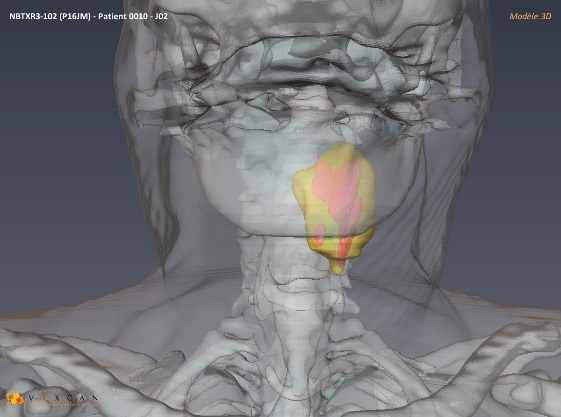 NBTXR3-102 (P16JM) - Patient 0010 - J02
Modèle 3D